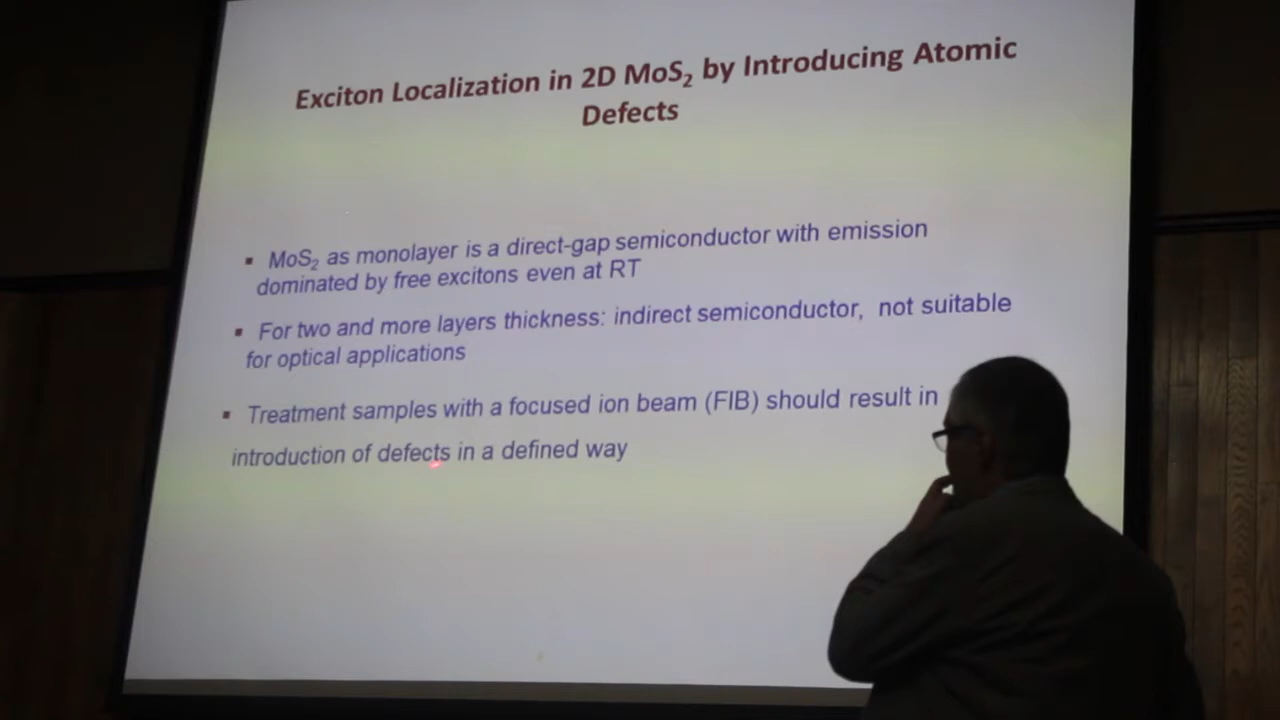 Exciton Localization in 2D MoS₂ by Introducing Atomic
Defects
▪ MoS₂ as monolayer is a direct-gap semiconductor with emission
dominated by free excitons even at RT
▪ For two and more layers thickness: indirect semiconductor, not suitable
for optical applications
▪ Treatment samples with a focused ion beam (FIB) should result in
introduction of defects in a defined way